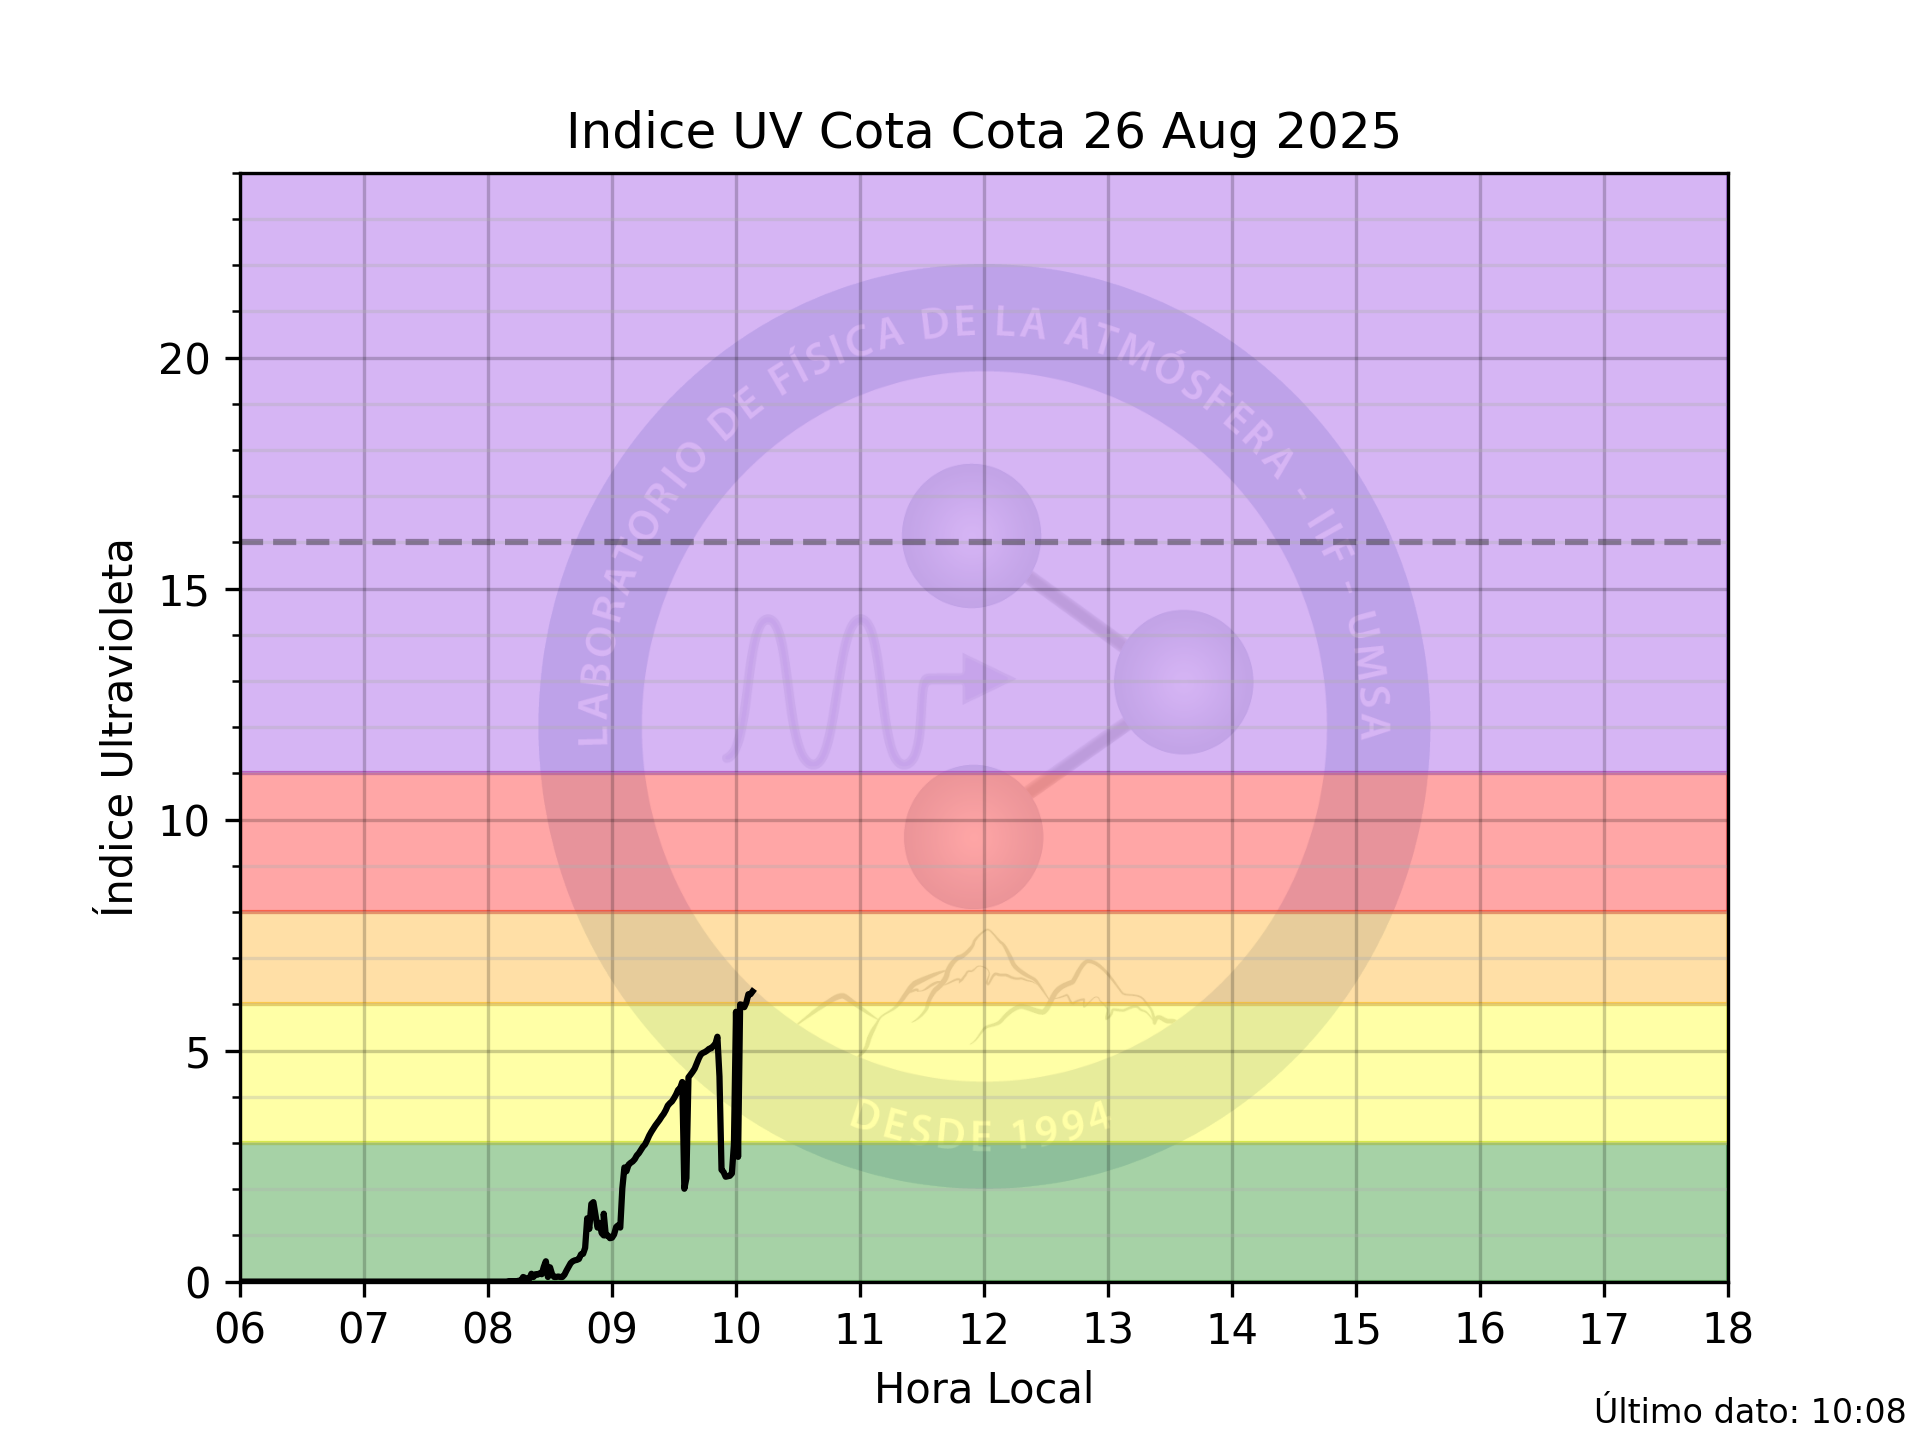 Indice UV Cota Cota 26 Aug 2025
Índice Ultravioleta
20
15
10
5
0
LABORATORIO DE FÍSICA DE LA ATMÓSFERA - IIF - UMSA
DESDE 1994
06 07 08 09 10 11 12 13 14 15 16 17 18
Hora Local
Último dato: 10:08